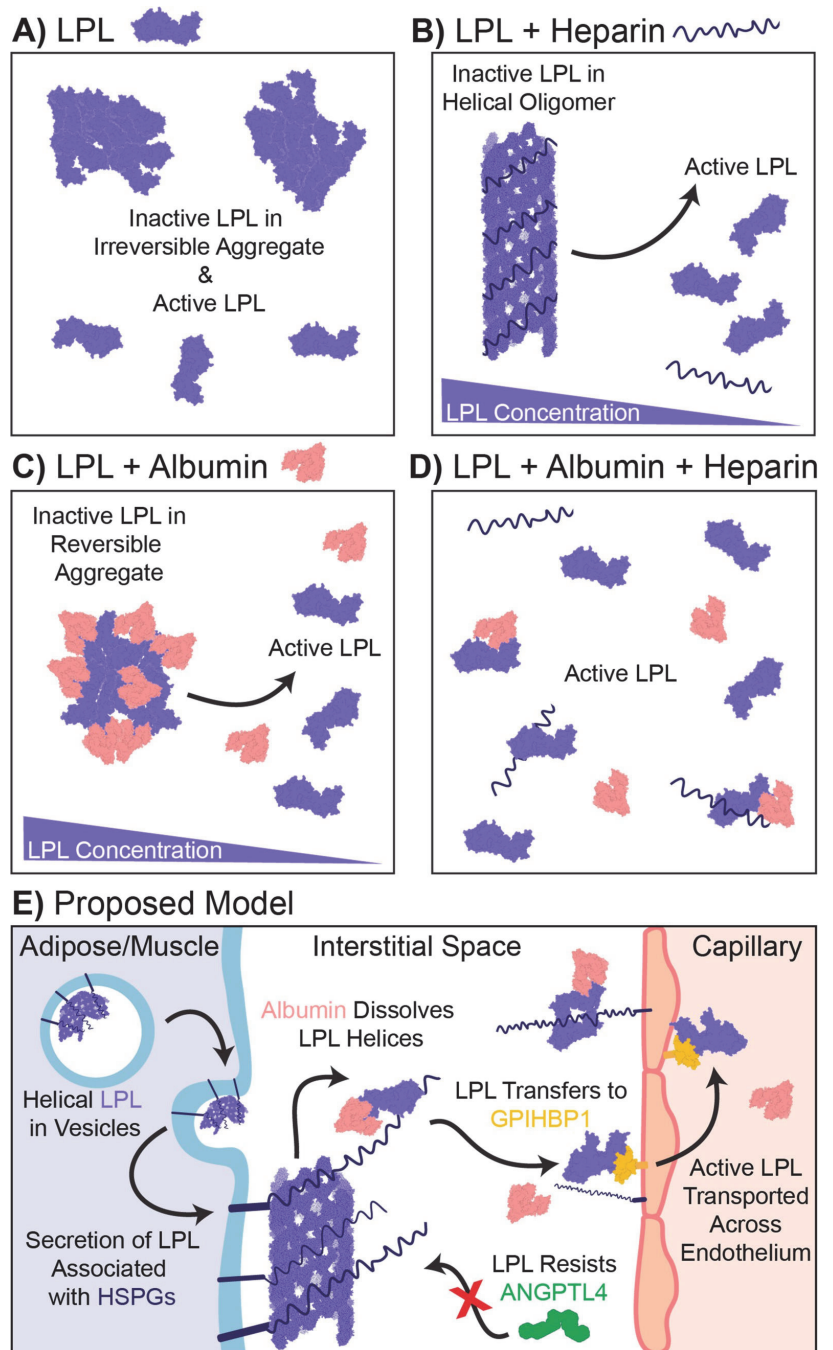 A) LPL
Inactive LPL in
Irreversible Aggregate
&
Active LPL
B) LPL + Heparin
Inactive LPL in
Helical Oligomer
Active LPL
LPL Concentration
C) LPL + Albumin
Inactive LPL in
Reversible
Aggregate
Active LPL
LPL Concentration
D) LPL + Albumin + Heparin
Active LPL
E) Proposed Model
Adipose/Muscle
Helical LPL
in Vesicles
Secretion of LPL
Associated
with HSPGs
Interstitial Space
Albumin Dissolves
LPL Helices
LPL Transfers to
GPIHBP1
LPL Resists
ANGPTL4
Capillary
Active LPL
Transported
Across
Endothelium